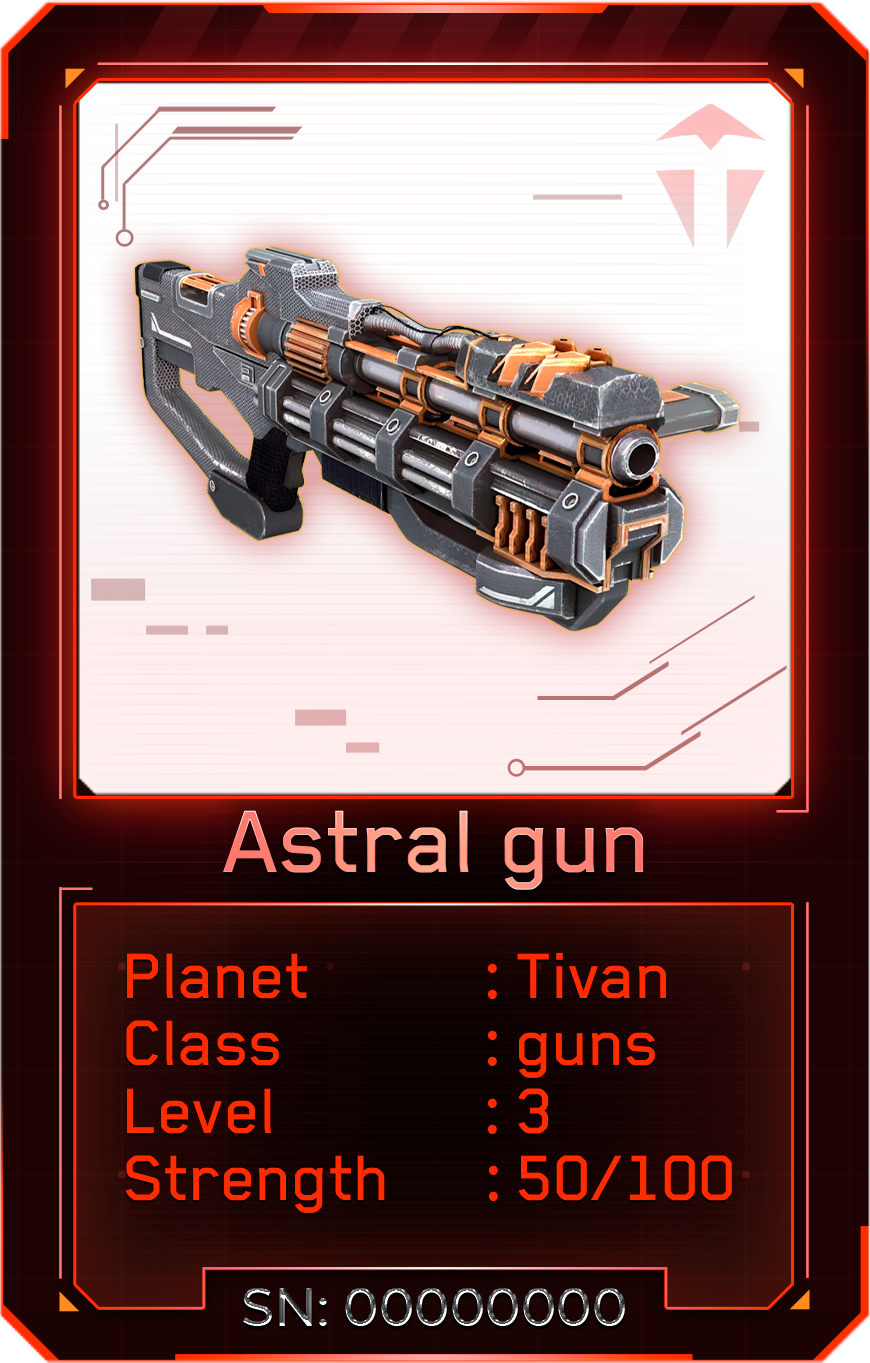 Astral gun
Planet : Tivan
Class : guns
Level : 3
Strength : 50/100
SN: 00000000